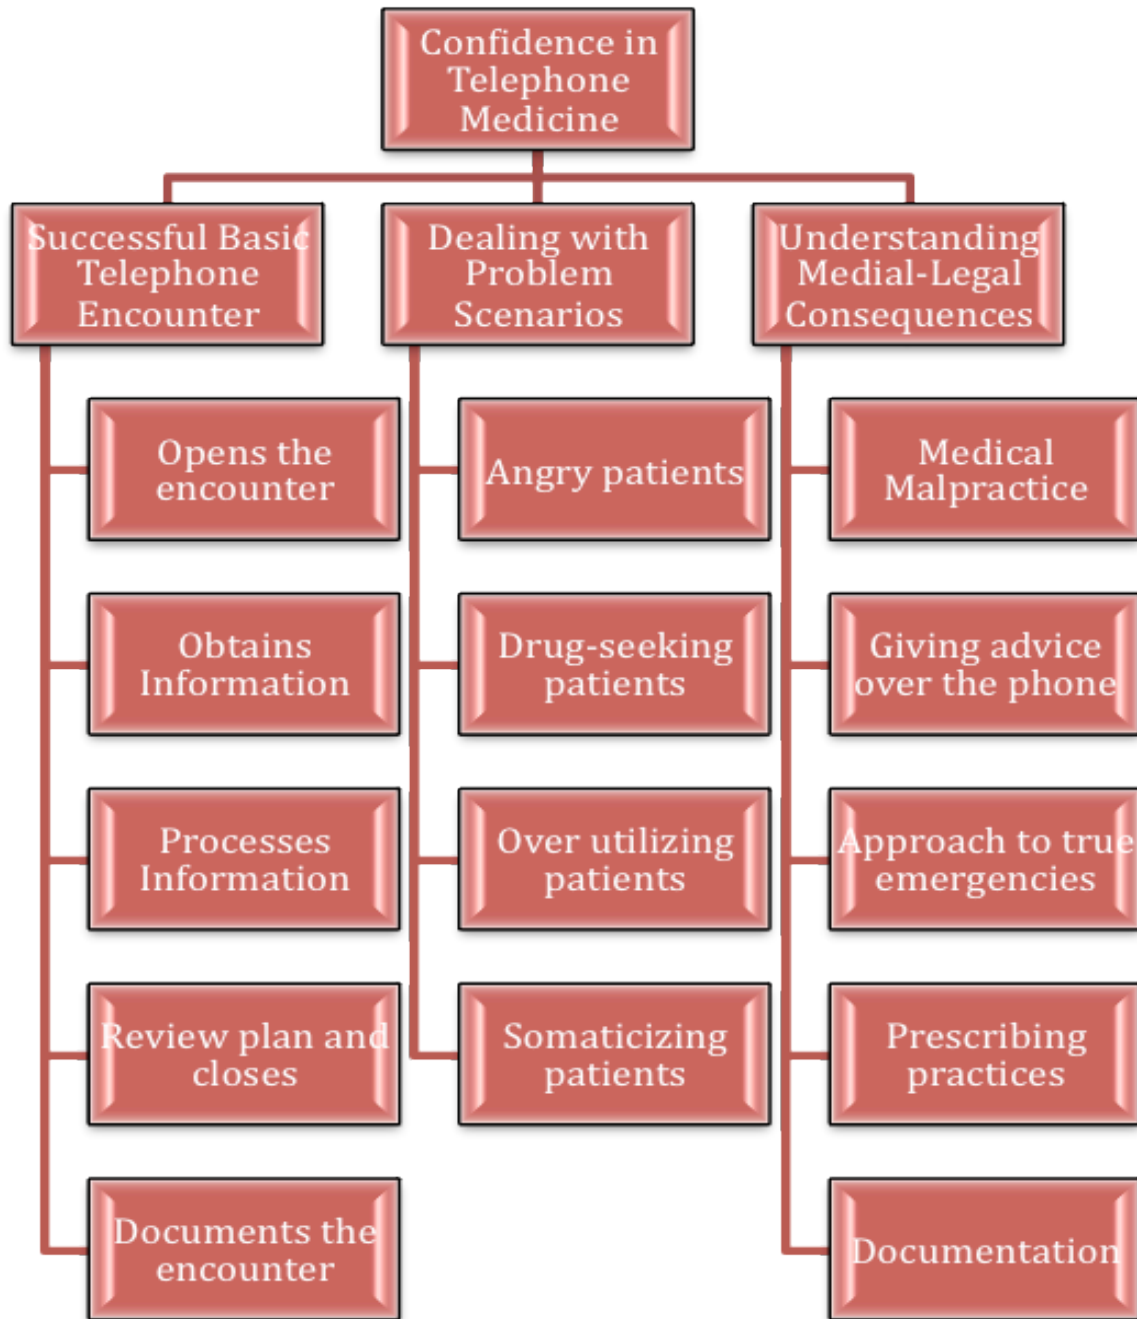 Confidence in
Telephone
Medicine
Successful Basic
Telephone
Encounter
Opens the
encounter
Obtains
Information
Processes
Information
Review plan and
closes
Documents the
encounter
Dealing with
Problem
Scenarios
Angry patients
Drug-seeking
patients
Over utilizing
patients
Somaticizing
patients
Understanding
Medial-Legal
Consequences
Medical
Malpractice
Giving advice
over the phone
Approach to true
emergencies
Prescribing
practices
Documentation